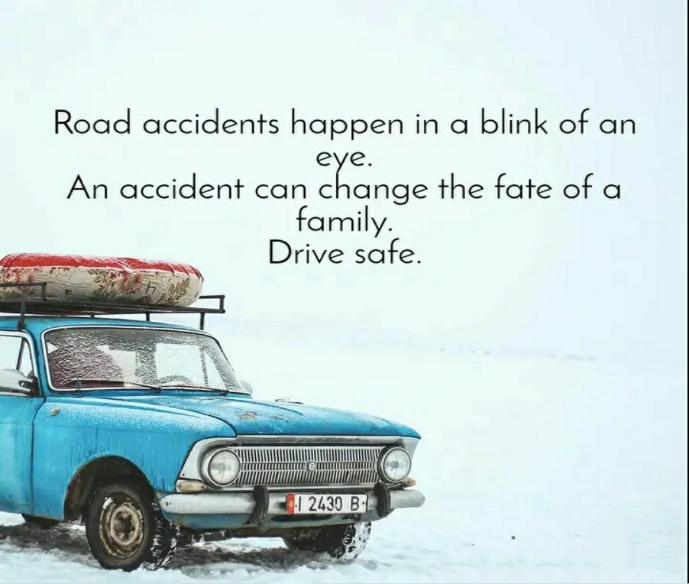 Road accidents happen in a blink of an
eye.
An accident can change the fate of a
family.
Drive safe.
I 2430 B